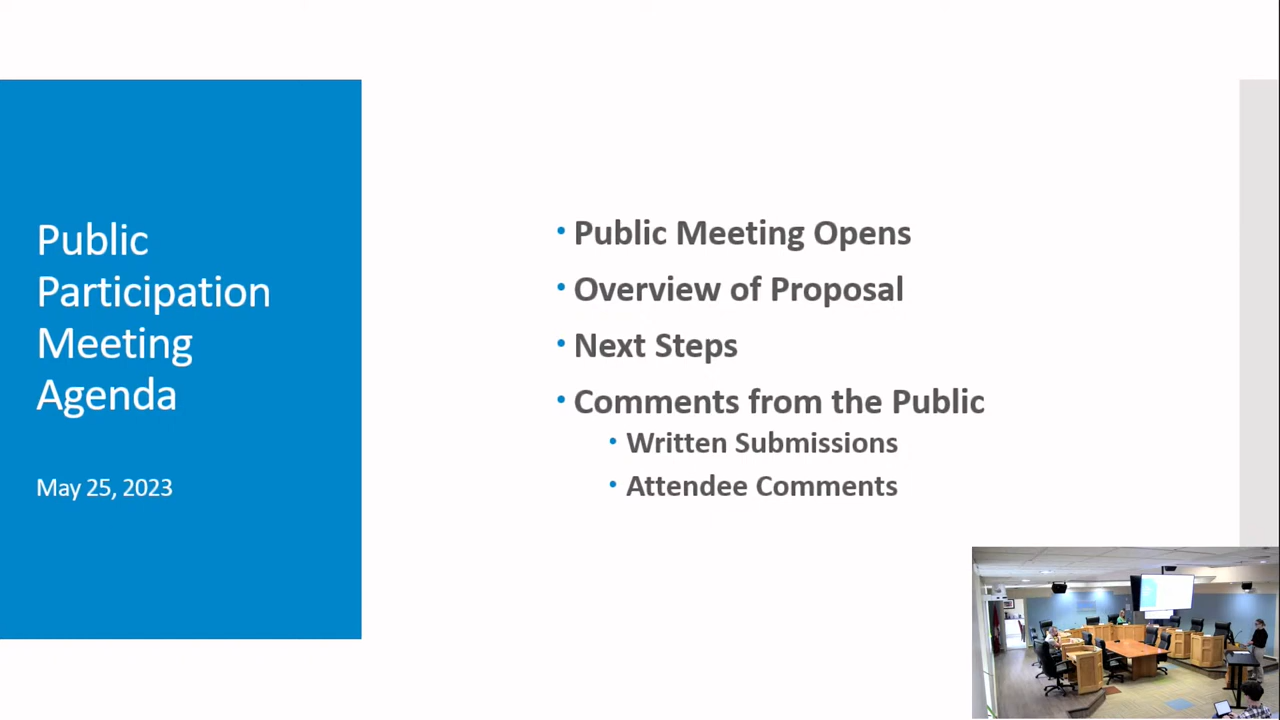 Public
Participation
Meeting
Agenda
May 25, 2023
• Public Meeting Opens
• Overview of Proposal
• Next Steps
• Comments from the Public
• Written Submissions
• Attendee Comments